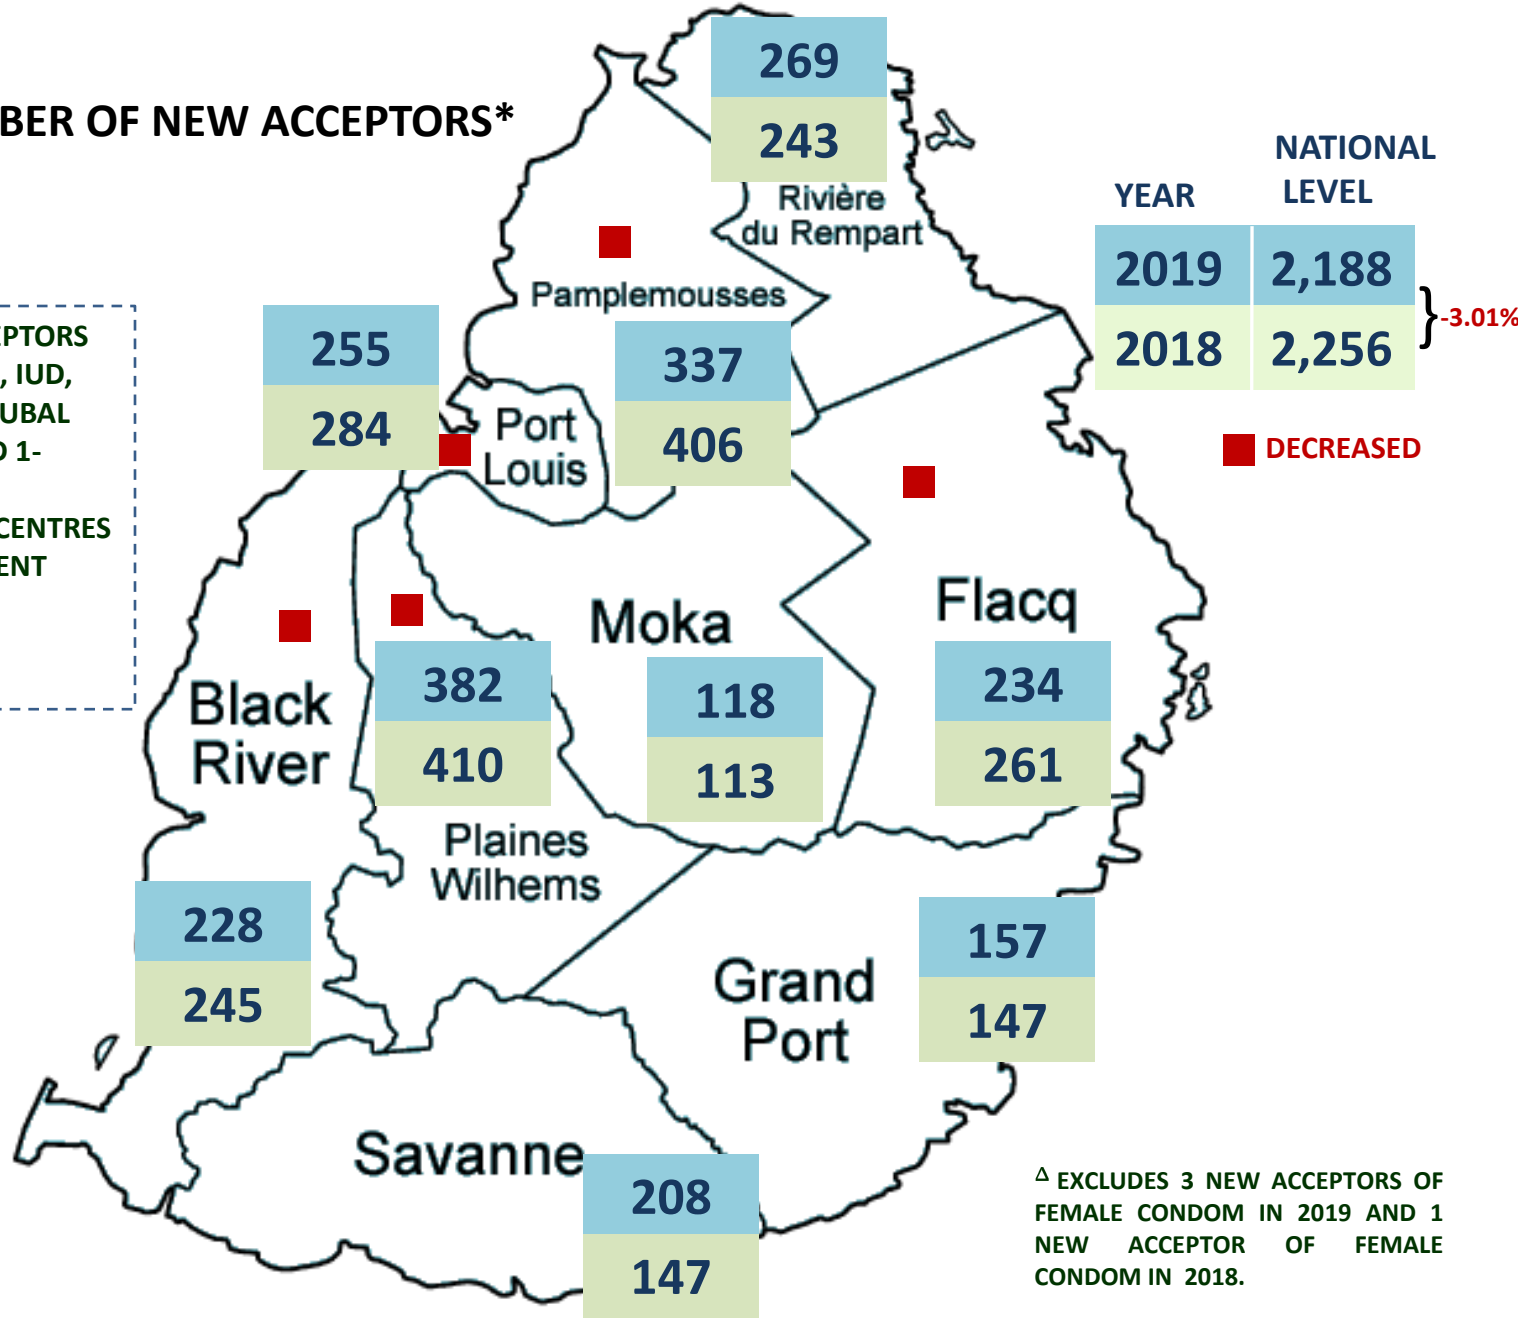 BER OF NEW ACCEPTORS*
269
243
Rivière
du Rempart
NATIONAL
YEAR LEVEL
2019 2,188
2018 2,256
-3.01%
DECREASED
EPTORS
, IUD,
UBAL
1-
CENTRES
ENT
Pamplemousses
255
284
337
406
Port
Louis
Moka
Flacq
Black
River
382
410
118
113
234
261
Plaines
Wilhems
228
245
157
147
Grand
Port
Savanne
208
147
Δ EXCLUDES 3 NEW ACCEPTORS OF
FEMALE CONDOM IN 2019 AND 1
NEW ACCEPTOR OF FEMALE
CONDOM IN 2018.